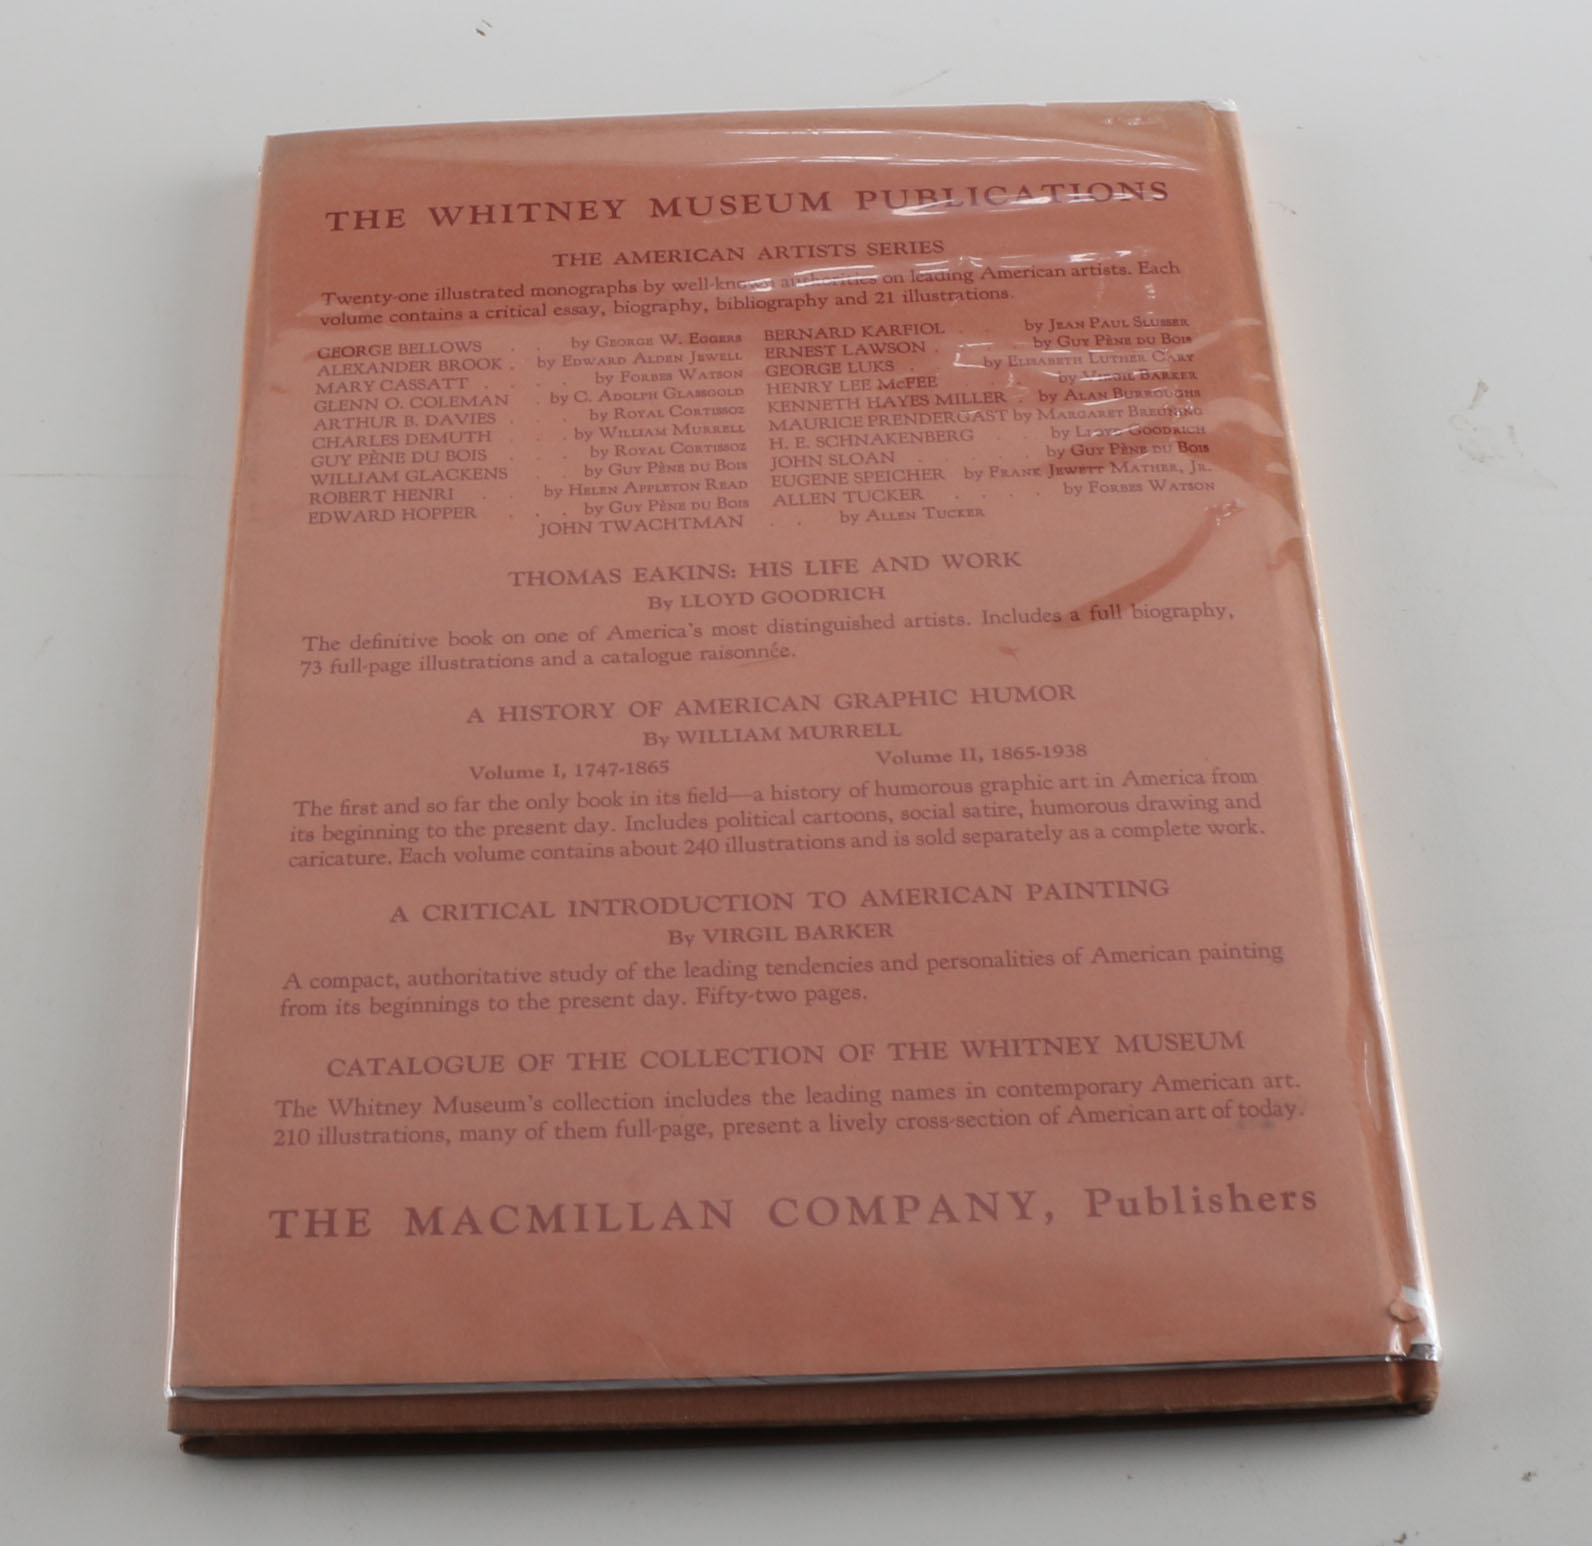 THE WHITNEY MUSEUM PUBLICATIONS
THE AMERICAN ARTISTS SERIES
Twenty-one illustrated monographs by well-known authorities on leading American artists. Each
volume contains a critical essay, biography, bibliography and 21 illustrations.
GEORGE BELLOWS . . by George W. Eggers
ALEXANDER BROOK . by Edward Alden Jewell
MARY CASSATT . . . . by Forbes Watson
GLENN O. COLEMAN . by C. Adolph Glassgold
ARTHUR B. DAVIES . . . by Royal Cortissoz
CHARLES DEMUTH . . . by William Murrell
GUY PÈNE DU BOIS . . . by Royal Cortissoz
WILLIAM GLACKENS . . by Guy Pène du Bois
ROBERT HENRI . . by Helen Appleton Read
EDWARD HOPPER . . . by Guy Pène du Bois
BERNARD KARFIOL . . by Jean Paul Slusser
ERNEST LAWSON . . . by Guy Pène du Bois
GEORGE LUKS . . . by Elisabeth Luther Cary
HENRY LEE McFEE . . . by Virgil Barker
KENNETH HAYES MILLER . by Alan Burroughs
MAURICE PRENDERGAST by Margaret Breuning
H. E. SCHNAKENBERG . . by Lloyd Goodrich
JOHN SLOAN . . . . by Guy Pène du Bois
EUGENE SPEICHER by Frank Jewett Mather, Jr.
ALLEN TUCKER . . . . by Forbes Watson
JOHN TWACHTMAN . . by Allen Tucker
THOMAS EAKINS: HIS LIFE AND WORK
By LLOYD GOODRICH
The definitive book on one of America's most distinguished artists. Includes a full biography,
73 full-page illustrations and a catalogue raisonnée.
A HISTORY OF AMERICAN GRAPHIC HUMOR
By WILLIAM MURRELL
Volume I, 1747-1865 Volume II, 1865-1938
The first and so far the only book in its field—a history of humorous graphic art in America from
its beginning to the present day. Includes political cartoons, social satire, humorous drawing and
caricature. Each volume contains about 240 illustrations and is sold separately as a complete work.
A CRITICAL INTRODUCTION TO AMERICAN PAINTING
By VIRGIL BARKER
A compact, authoritative study of the leading tendencies and personalities of American painting
from its beginnings to the present day. Fifty-two pages.
CATALOGUE OF THE COLLECTION OF THE WHITNEY MUSEUM
The Whitney Museum's collection includes the leading names in contemporary American art.
210 illustrations, many of them full-page, present a lively cross-section of American art of today.
THE MACMILLAN COMPANY, Publishers